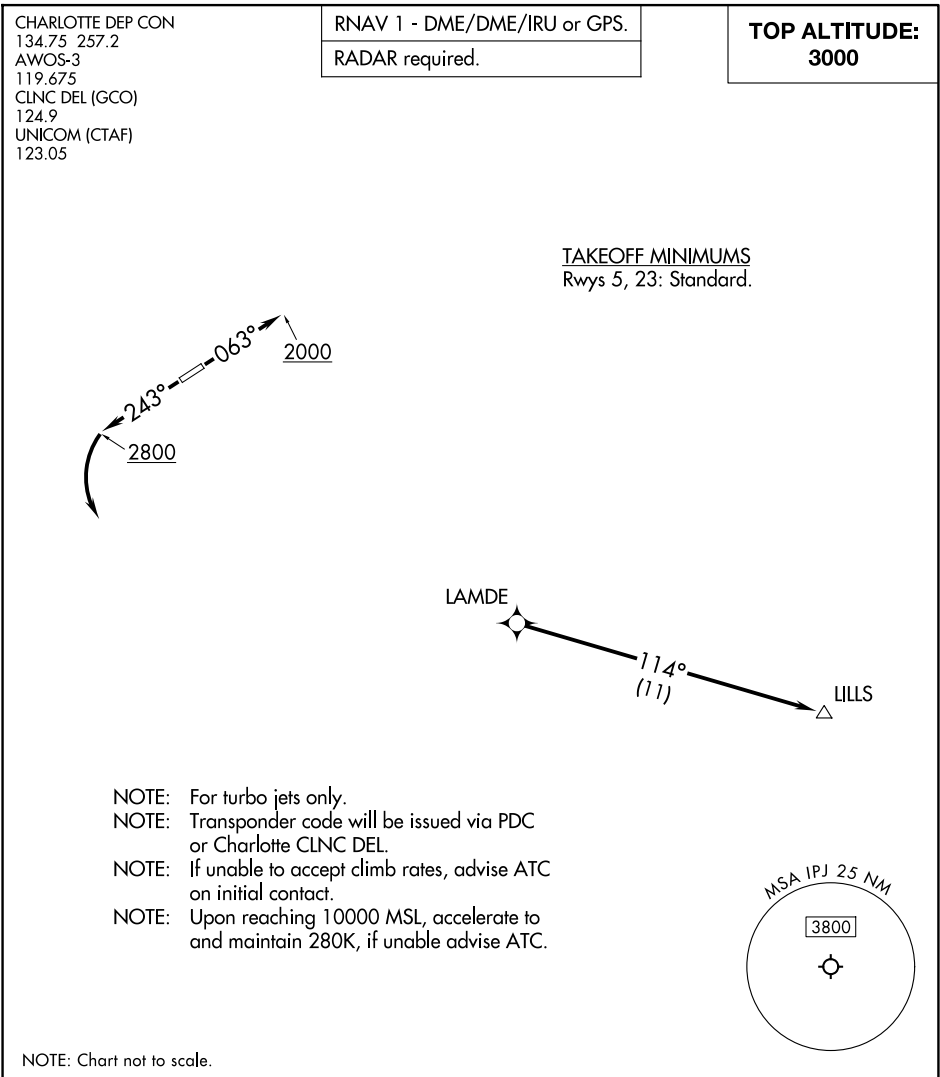 CHARLOTTE DEP CON
134.75 257.2
AWOS-3
119.675
CLNC DEL (GCO)
124.9
UNICOM (CTAF)
123.05
RNAV 1 - DME/DME/IRU or GPS.
RADAR required.
TOP ALTITUDE:
3000
TAKEOFF MINIMUMS
Rwys 5, 23: Standard.
063°
2000
243°
2800
LAMDE
114°
(11)
LILLS
NOTE: For turbo jets only.
NOTE: Transponder code will be issued via PDC
or Charlotte CLNC DEL.
NOTE: If unable to accept climb rates, advise ATC
on initial contact.
NOTE: Upon reaching 10000 MSL, accelerate to
and maintain 280K, if unable advise ATC.
MSA IPJ 25 NM
3800
NOTE: Chart not to scale.